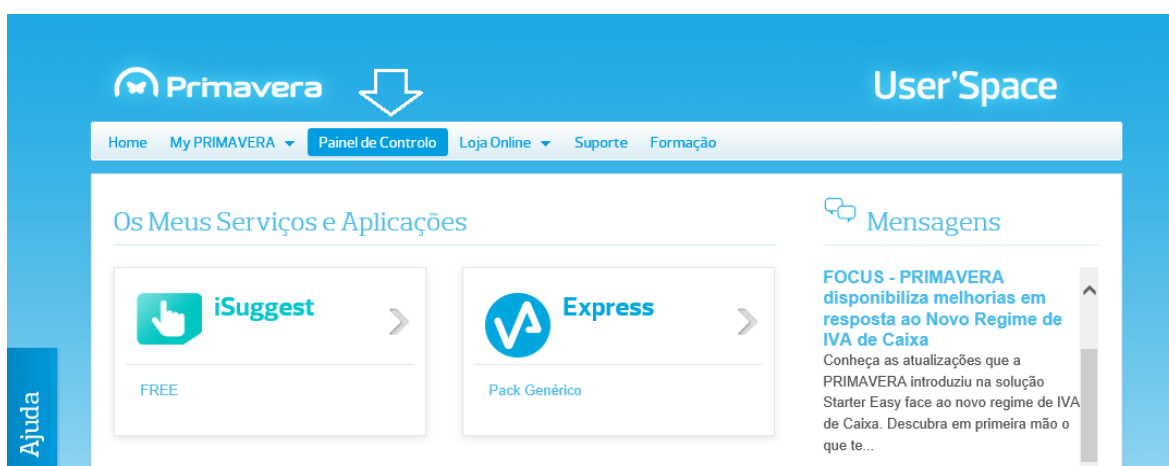 Primavera
User'Space
Home My PRIMAVERA Painel de Controlo Loja Online Suporte Formação
Os Meus Serviços e Aplicações
iSuggest
FREE
Express
Pack Genérico
Mensagens
FOCUS - PRIMAVERA
disponibiliza melhorias em
resposta ao Novo Regime de
IVA de Caixa
Conheça as atualizações que a
PRIMAVERA introduziu na solução
Starter Easy face ao novo regime de IVA
de Caixa. Descubra em primeira mão o
que te...
Ajuda